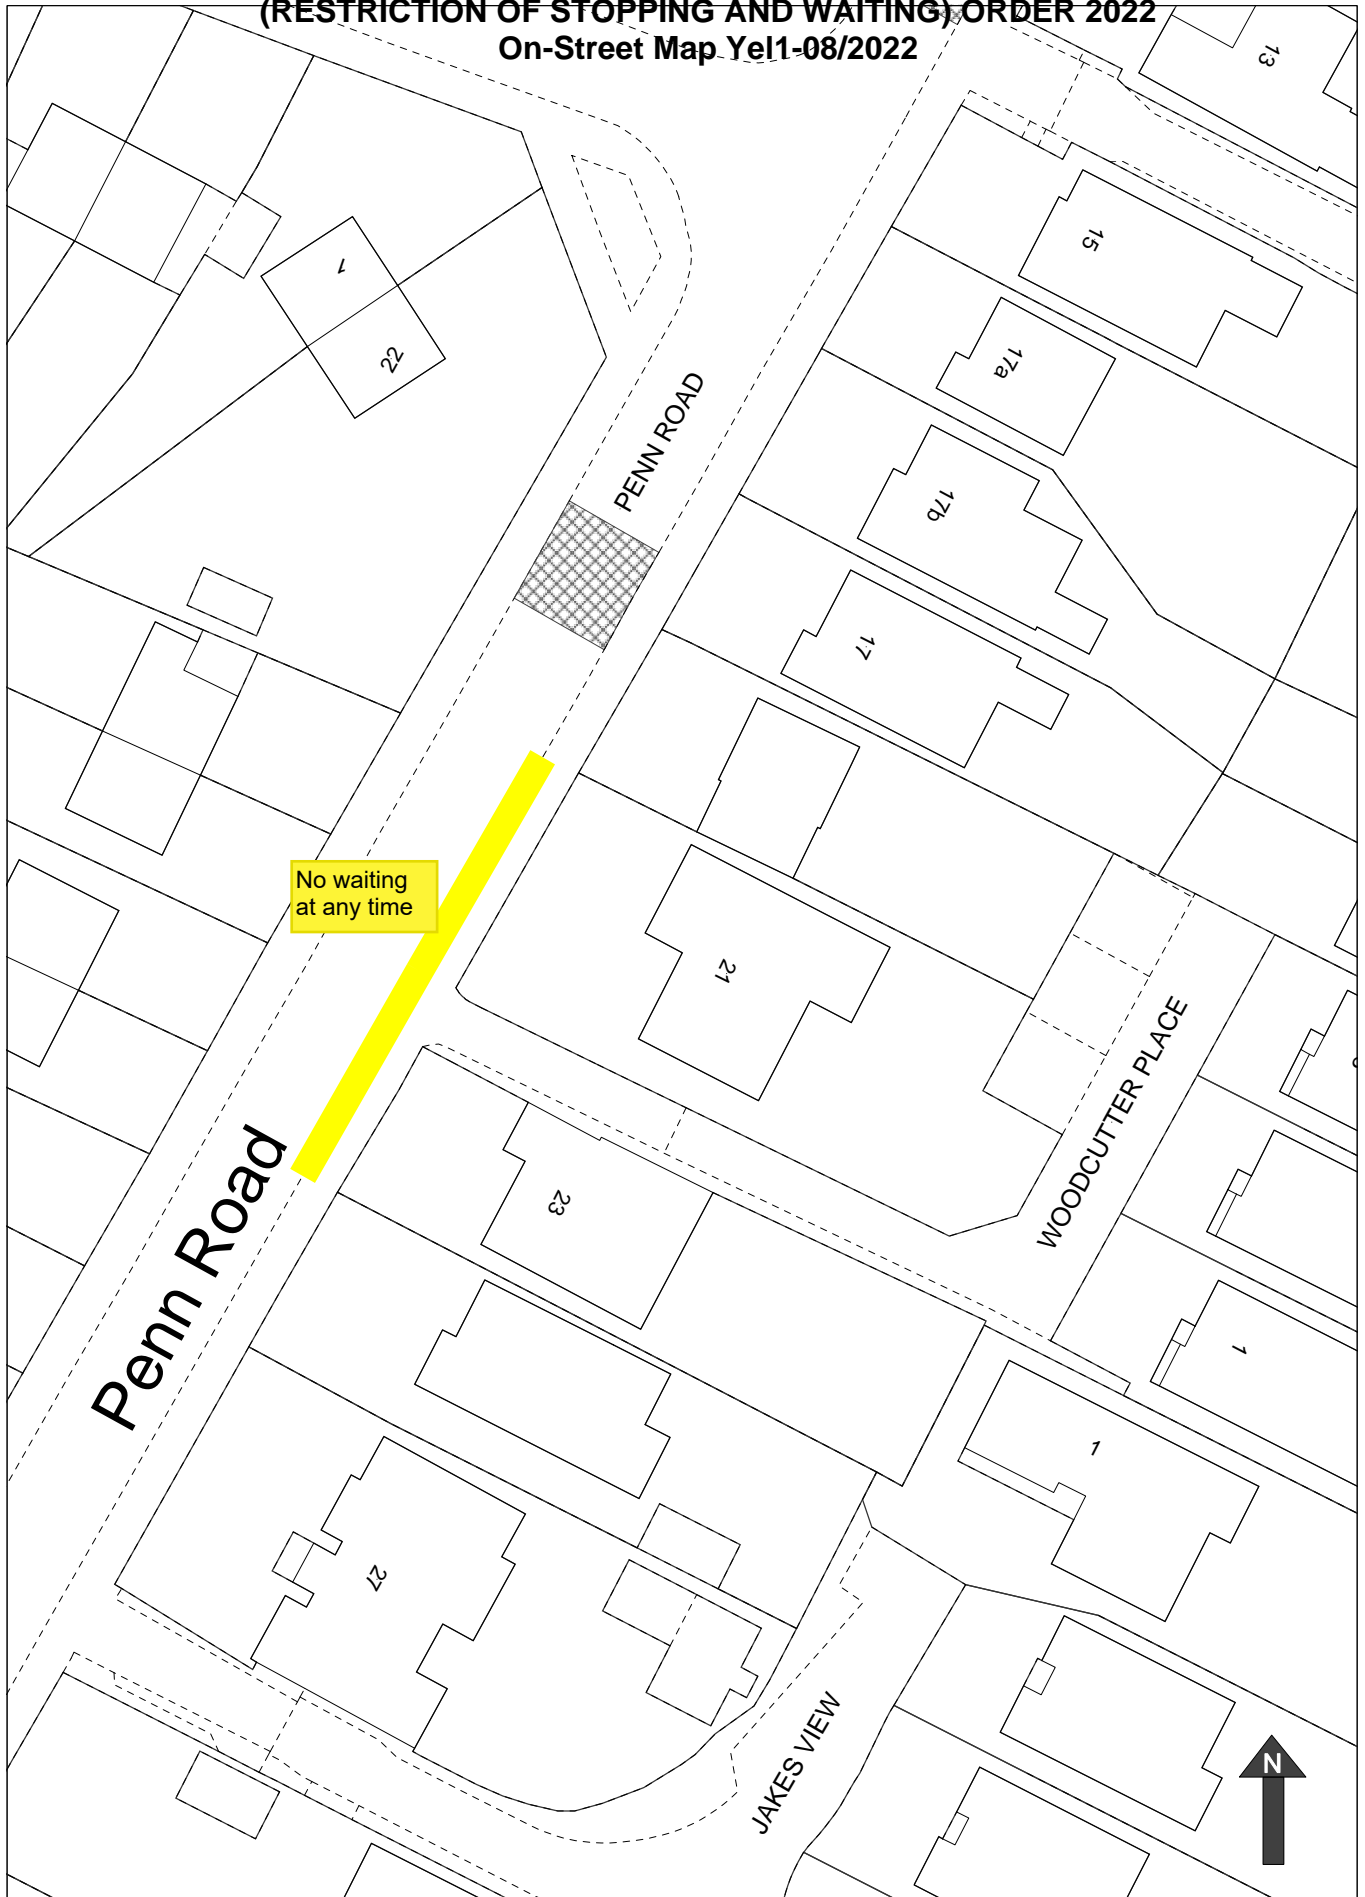 (RESTRICTION OF STOPPING AND WAITING) ORDER 2022
On-Street Map Yel1-08/2022
13
15
1
22
17a
PENN ROAD
17b
17
No waiting
at any time
21
WOODCUTTER PLACE
Penn Road
23
1
1
27
JAKES VIEW
N